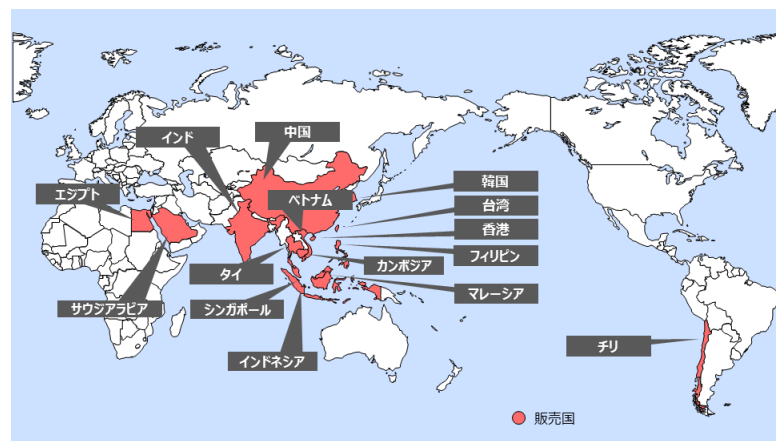 中国
インド
韓国
エジプト
ベトナム
台湾
香港
フィリピン
カンボジア
タイ
マレーシア
サウジアラビア
シンガポール
チリ
インドネシア
販売国